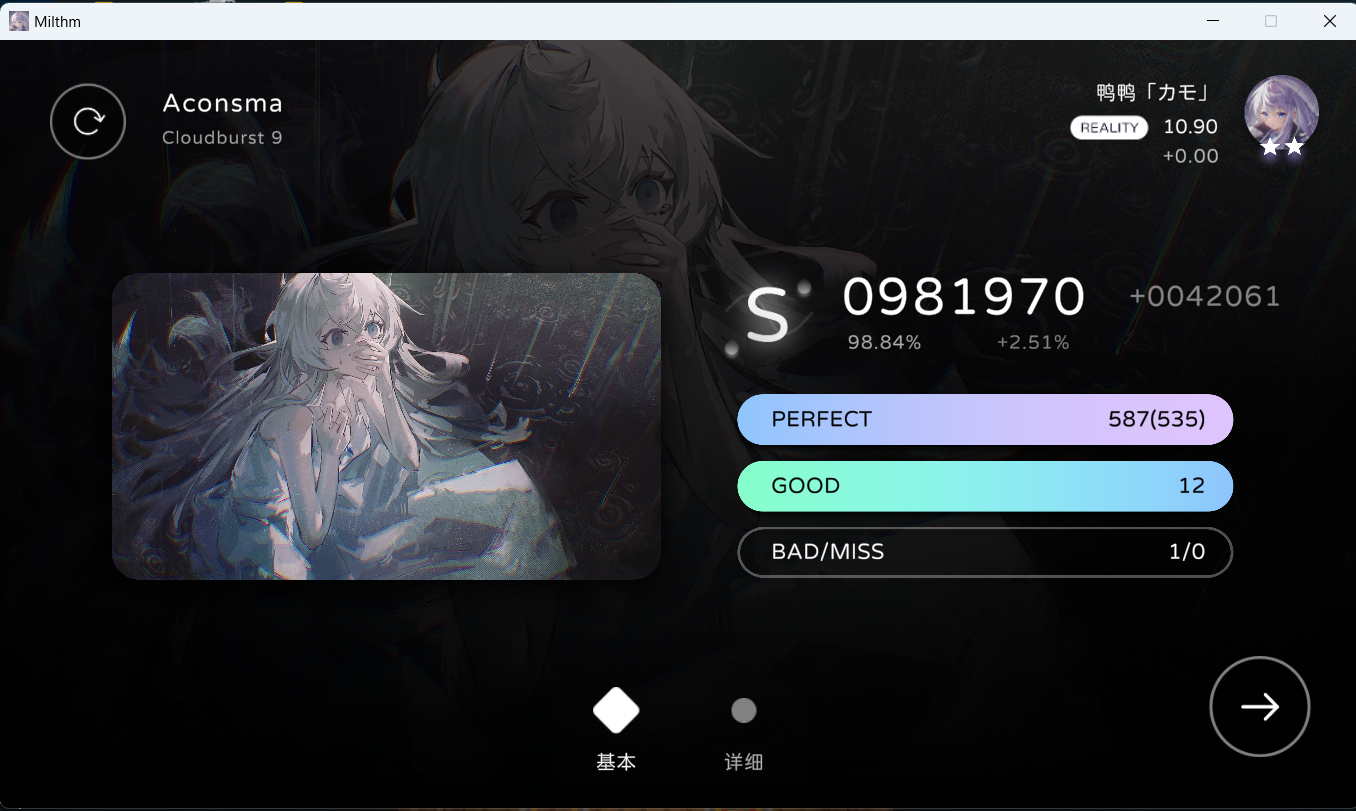 Milthm
Aconsma
Cloudburst 9
鸭鸭「カモ」
REALITY 10.90
+0.00
S 0981970 +0042061
98.84% +2.51%
PERFECT 587(535)
GOOD 12
BAD/MISS 1/0
基本 详细